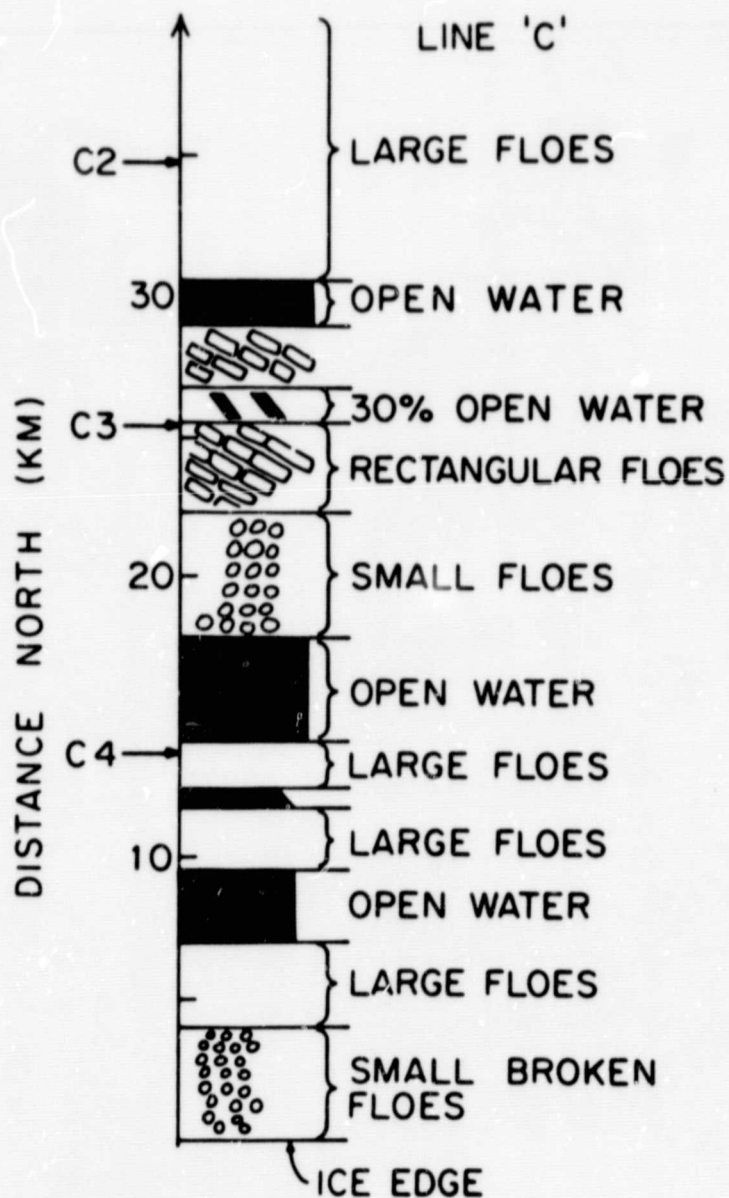 LINE 'C'
C2
LARGE FLOES
30
OPEN WATER
30% OPEN WATER
C3
RECTANGULAR FLOES
20
SMALL FLOES
OPEN WATER
C4
LARGE FLOES
10
LARGE FLOES
OPEN WATER
LARGE FLOES
SMALL BROKEN
FLOES
ICE EDGE
DISTANCE NORTH (KM)